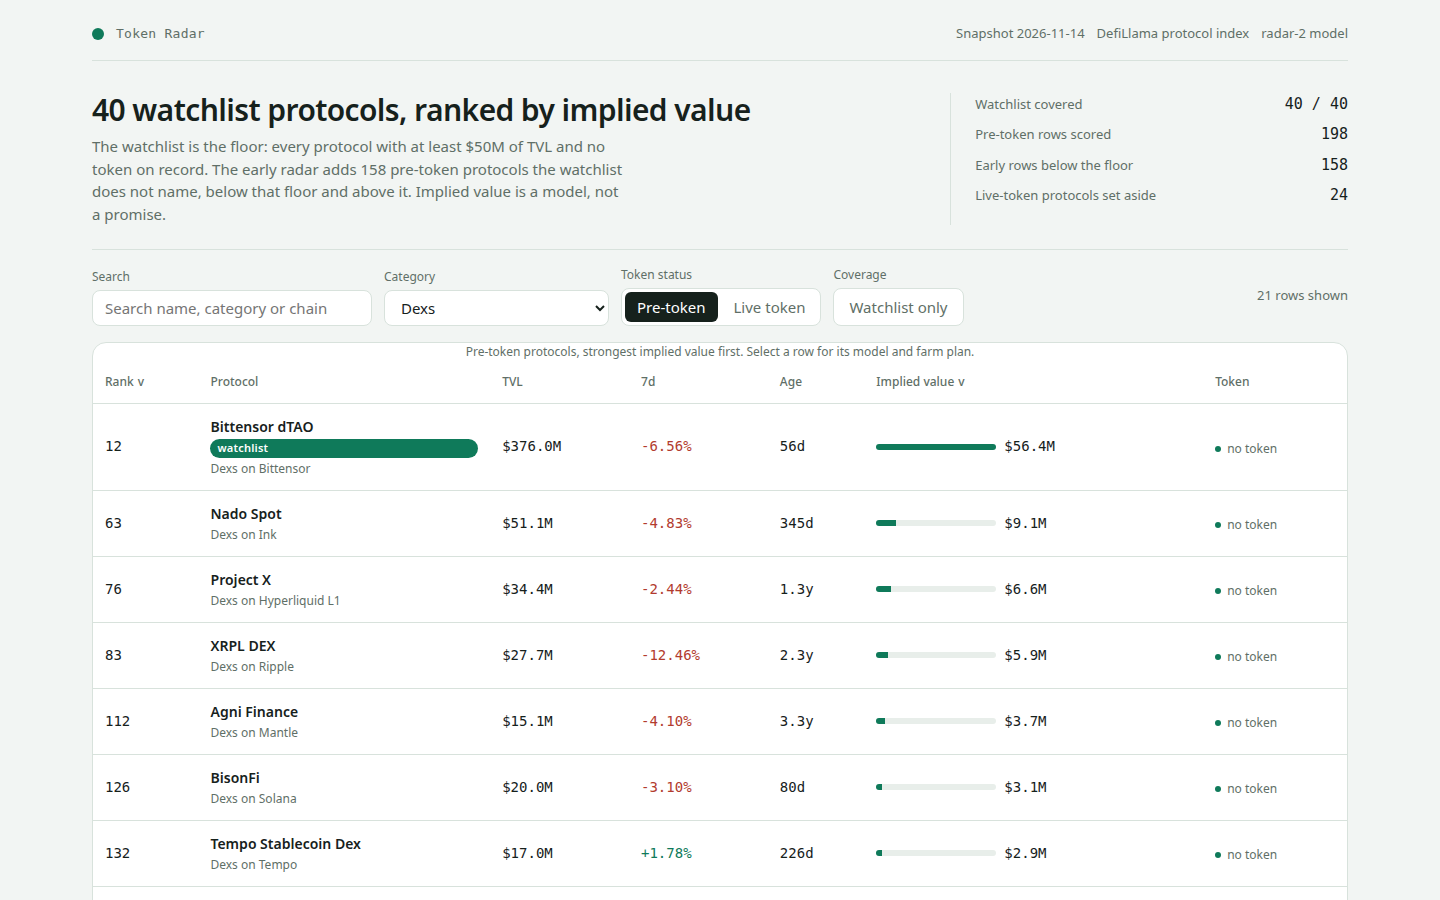 Token Radar
Snapshot 2026-11-14 DefiLlama protocol index radar-2 model
40 watchlist protocols, ranked by implied value
The watchlist is the floor: every protocol with at least $50M of TVL and no
token on record. The early radar adds 158 pre-token protocols the watchlist
does not name, below that floor and above it. Implied value is a model, not
a promise.
Watchlist covered 40 / 40
Pre-token rows scored 198
Early rows below the floor 158
Live-token protocols set aside 24
Search Category Token status Coverage
Search name, category or chain Dexs Pre-token Live token Watchlist only
21 rows shown
Pre-token protocols, strongest implied value first. Select a row for its model and farm plan.
Rank v Protocol TVL 7d Age Implied value v Token
12 Bittensor dTAO watchlist Dexs on Bittensor $376.0M -6.56% 56d $56.4M no token
63 Nado Spot Dexs on Ink $51.1M -4.83% 345d $9.1M no token
76 Project X Dexs on Hyperliquid L1 $34.4M -2.44% 1.3y $6.6M no token
83 XRPL DEX Dexs on Ripple $27.7M -12.46% 2.3y $5.9M no token
112 Agni Finance Dexs on Mantle $15.1M -4.10% 3.3y $3.7M no token
126 BisonFi Dexs on Solana $20.0M -3.10% 80d $3.1M no token
132 Tempo Stablecoin Dex Dexs on Tempo $17.0M +1.78% 226d $2.9M no token